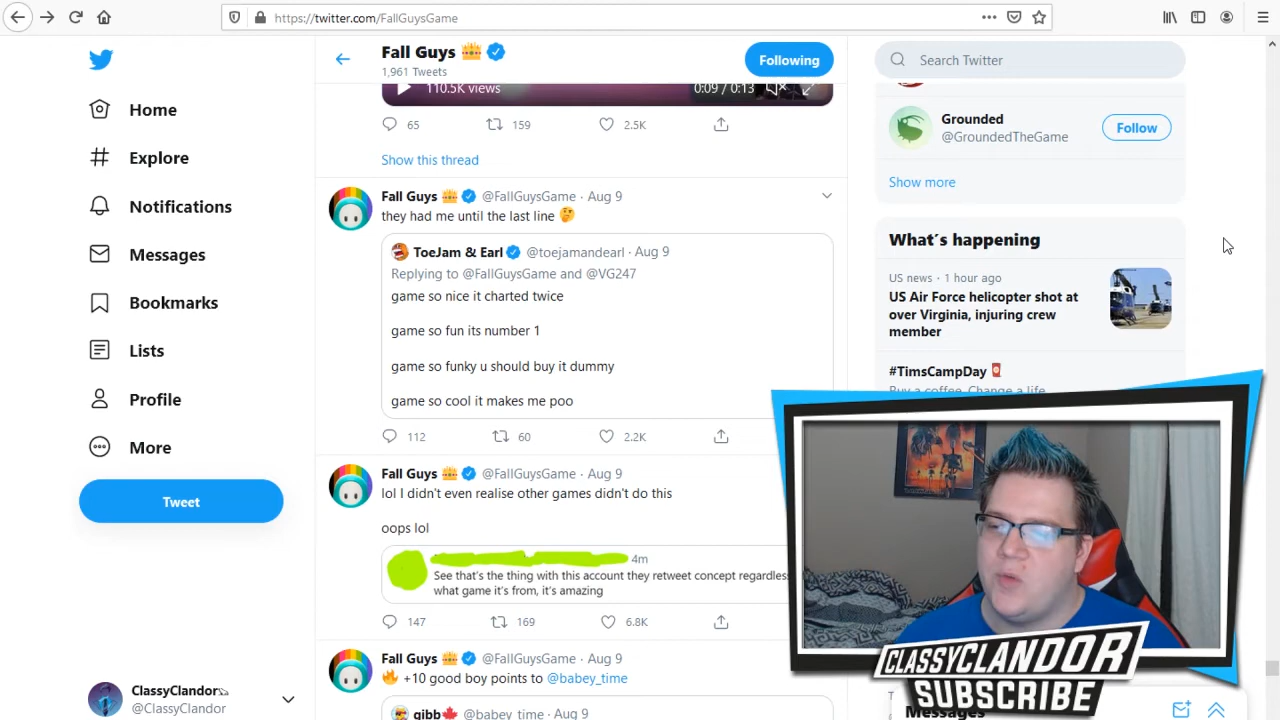 https://twitter.com/FallGuysGame
Home
Explore
Notifications
Messages
Bookmarks
Lists
Profile
More
Tweet
ClassyClandor
@ClassyClandor
Fall Guys
1,961 Tweets
Following
110.5K views
0:09 / 0:13
65
159
2.5K
Show this thread
Fall Guys @FallGuysGame · Aug 9
they had me until the last line
ToeJam & Earl @toejamandearl · Aug 9
Replying to @FallGuysGame and @VG247
game so nice it charted twice
game so fun its number 1
game so funky u should buy it dummy
game so cool it makes me poo
112
60
2.2K
Fall Guys @FallGuysGame · Aug 9
lol I didn't even realise other games didn't do this
oops lol
4m
See that's the thing with this account they retweet concept regardless
what game it's from, it's amazing
147
169
6.8K
Fall Guys @FallGuysGame · Aug 9
+10 good boy points to @babey_time
gibb @babey_time · Aug 9
Search Twitter
Grounded
@GroundedTheGame
Follow
Show more
What's happening
US news · 1 hour ago
US Air Force helicopter shot at
over Virginia, injuring crew
member
#TimsCampDay
Buy a coffee. Change a life.
CLASSYCLANDOR
SUBSCRIBE
Messages